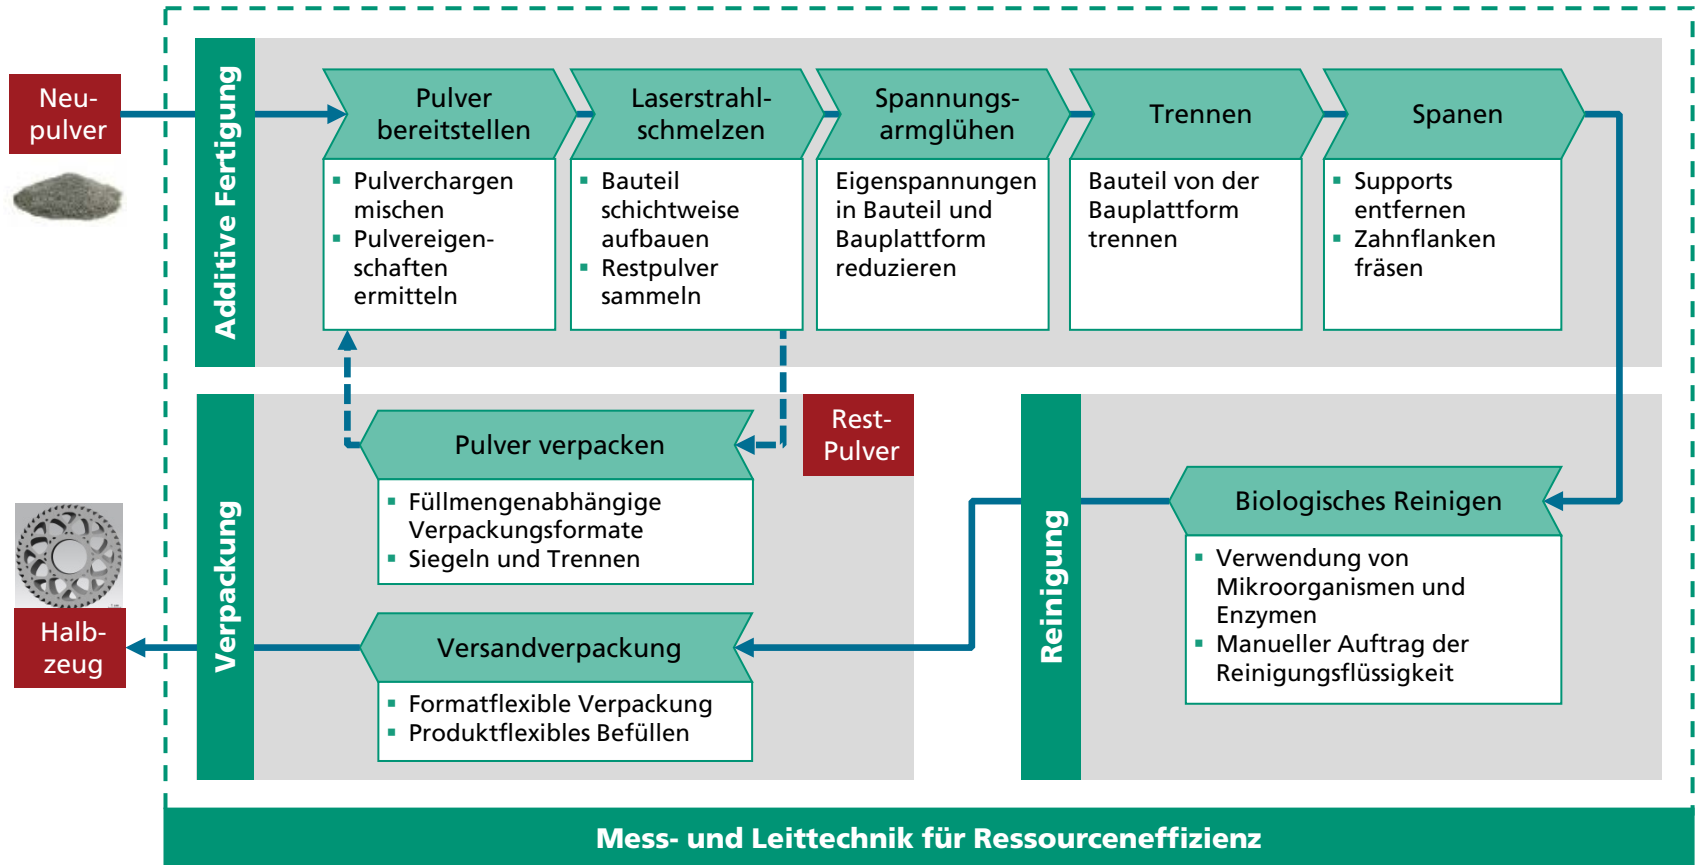 Neu-
pulver
Additive Fertigung
Pulver
bereitstellen
▪ Pulverchargen
mischen
▪ Pulvereigen-
schaften
ermitteln
Laserstrahl-
schmelzen
▪ Bauteil
schichtweise
aufbauen
▪ Restpulver
sammeln
Spannungs-
armglühen
Eigenspannungen
in Bauteil und
Bauplattform
reduzieren
Trennen
Bauteil von der
Bauplattform
trennen
Spanen
▪ Supports
entfernen
▪ Zahnflanken
fräsen
Verpackung
Pulver verpacken
▪ Füllmengenabhängige
Verpackungsformate
▪ Siegeln und Trennen
Rest-
Pulver
Reinigung
Biologisches Reinigen
▪ Verwendung von
Mikroorganismen und
Enzymen
▪ Manueller Auftrag der
Reinigungsflüssigkeit
Versandverpackung
▪ Formatflexible Verpackung
▪ Produktflexibles Befüllen
Halb-
zeug
Mess- und Leittechnik für Ressourceneffizienz